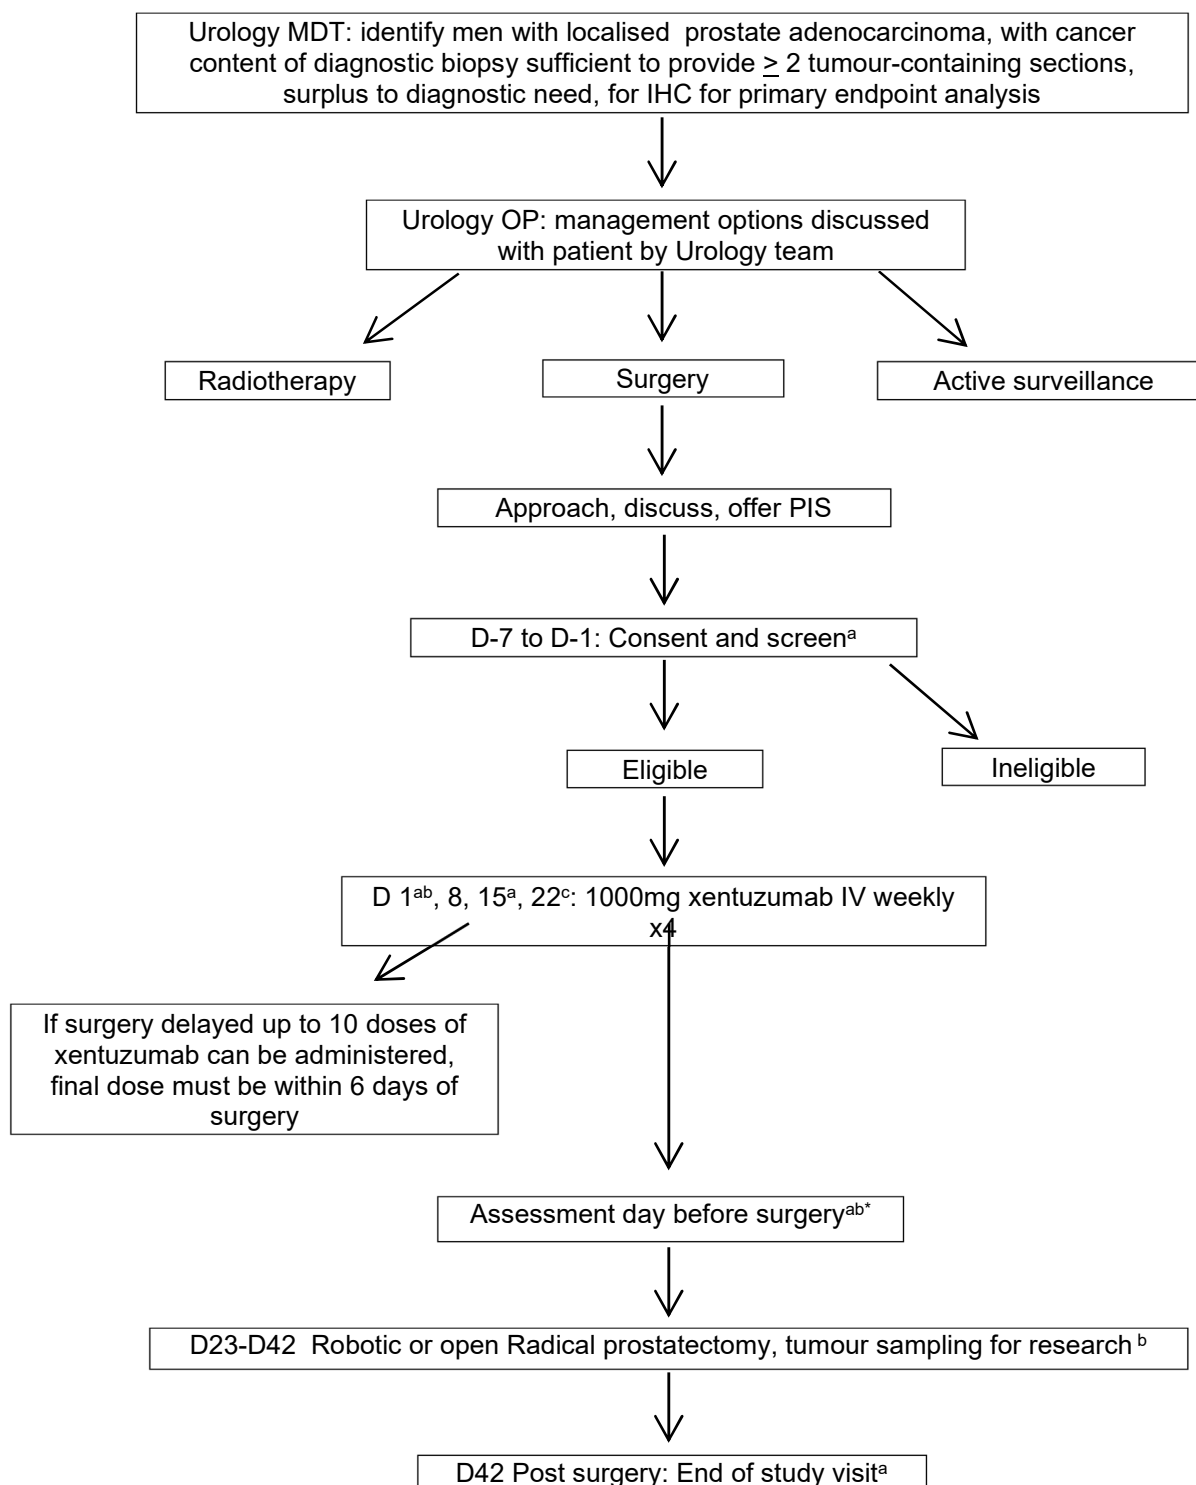 Urology MDT: identify men with localised  prostate adenocarcinoma, with cancer
content of diagnostic biopsy sufficient to provide ≥ 2 tumour-containing sections,
surplus to diagnostic need, for IHC for primary endpoint analysis
Urology OP: management options discussed
with patient by Urology team
Radiotherapy
Surgery
Active surveillance
Approach, discuss, offer PIS
D-7 to D-1: Consent and screenᵃ
Eligible
Ineligible
D 1ᵃᵇ, 8, 15ᵃ, 22ᶜ: 1000mg xentuzumab IV weekly
x4
If surgery delayed up to 10 doses of
xentuzumab can be administered,
final dose must be within 6 days of
surgery
Assessment day before surgeryᵃᵇ*
D23-D42  Robotic or open Radical prostatectomy, tumour sampling for research ᵇ
D42 Post surgery: End of study visitᵃ